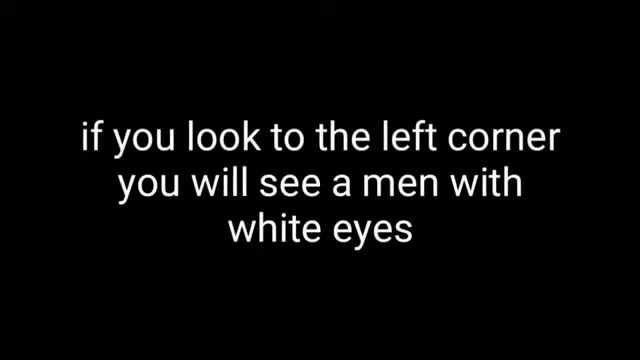 if you look to the left corner
you will see a men with
white eyes